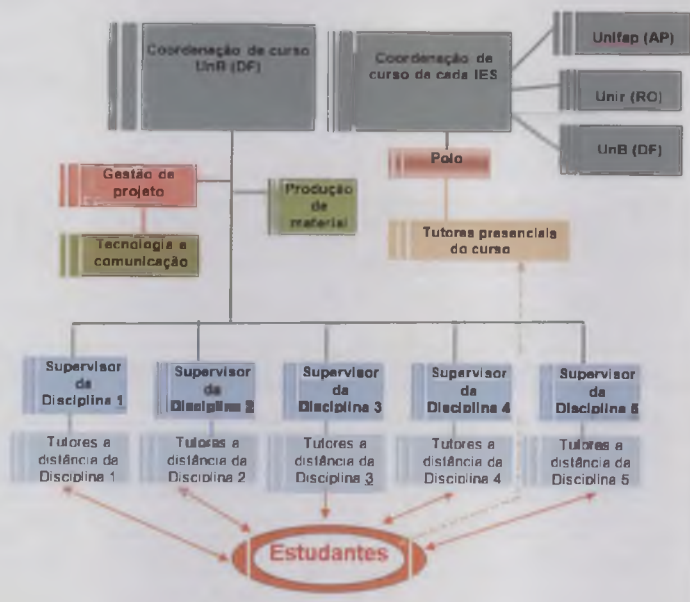 Coordenação de curso
UnB (DF)
Coordenação de
curso de cada IES
Unifap (AP)
Unir (RO)
UnB (DF)
Gestão de
projeto
Produção
de
material
Tecnologia e
comunicação
Polo
Tutores presenciais
do curso
Supervisor
da
Disciplina 1
Supervisor
da
Disciplina 2
Supervisor
da
Disciplina 3
Supervisor
da
Disciplina 4
Supervisor
da
Disciplina 5
Tutores a
distância da
Disciplina 1
Tutores a
distância da
Disciplina 2
Tutores a
distância da
Disciplina 3
Tutores a
distância da
Disciplina 4
Tutores a
distância da
Disciplina 5
Estudantes